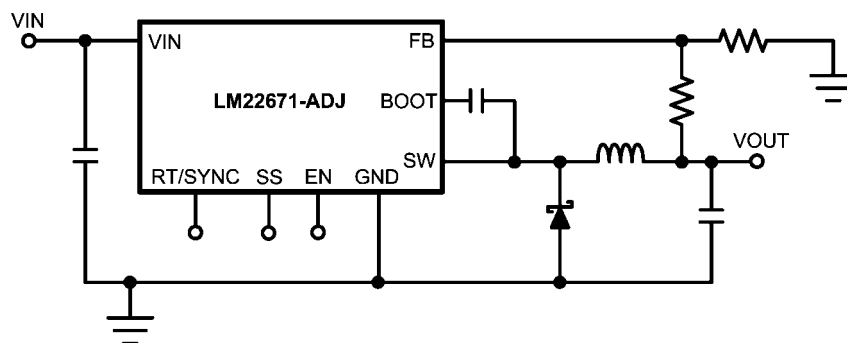 VIN
VIN
FB
LM22671-ADJ
BOOT
SW
VOUT
RT/SYNC SS EN GND